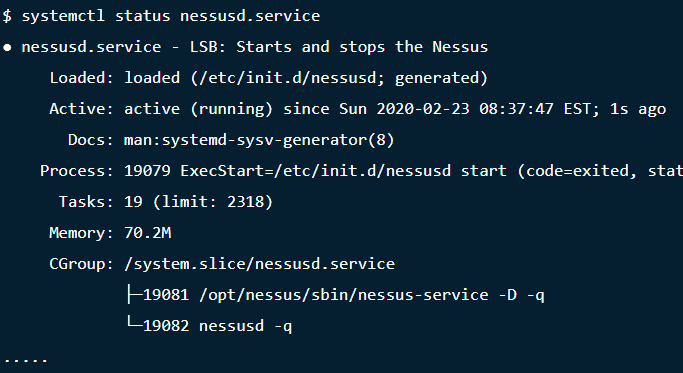 $ systemctl status nessusd.service
● nessusd.service - LSB: Starts and stops the Nessus
Loaded: loaded (/etc/init.d/nessusd; generated)
Active: active (running) since Sun 2020-02-23 08:37:47 EST; 1s ago
Docs: man:systemd-sysv-generator(8)
Process: 19079 ExecStart=/etc/init.d/nessusd start (code=exited, stat
Tasks: 19 (limit: 2318)
Memory: 70.2M
CGroup: /system.slice/nessusd.service
├─19081 /opt/nessus/sbin/nessus-service -D -q
└─19082 nessusd -q
.....